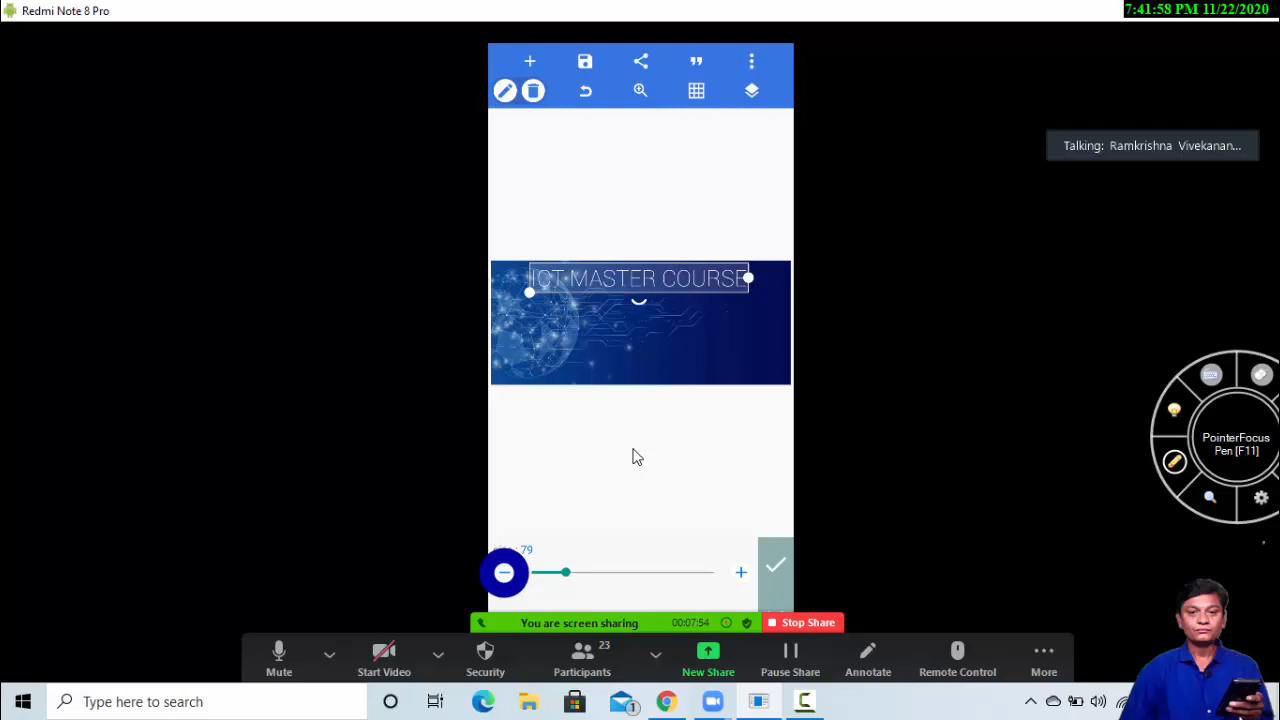 Redmi Note 8 Pro
7:41:58 PM 11/22/2020
Talking: Ramkrishna Vivekanan...
ICT MASTER COURSE
PointerFocus
Pen [F11]
79
You are screen sharing
00:07:54
Stop Share
23
Mute
Start Video
Security
Participants
New Share
Pause Share
Annotate
Remote Control
More
Type here to search
1